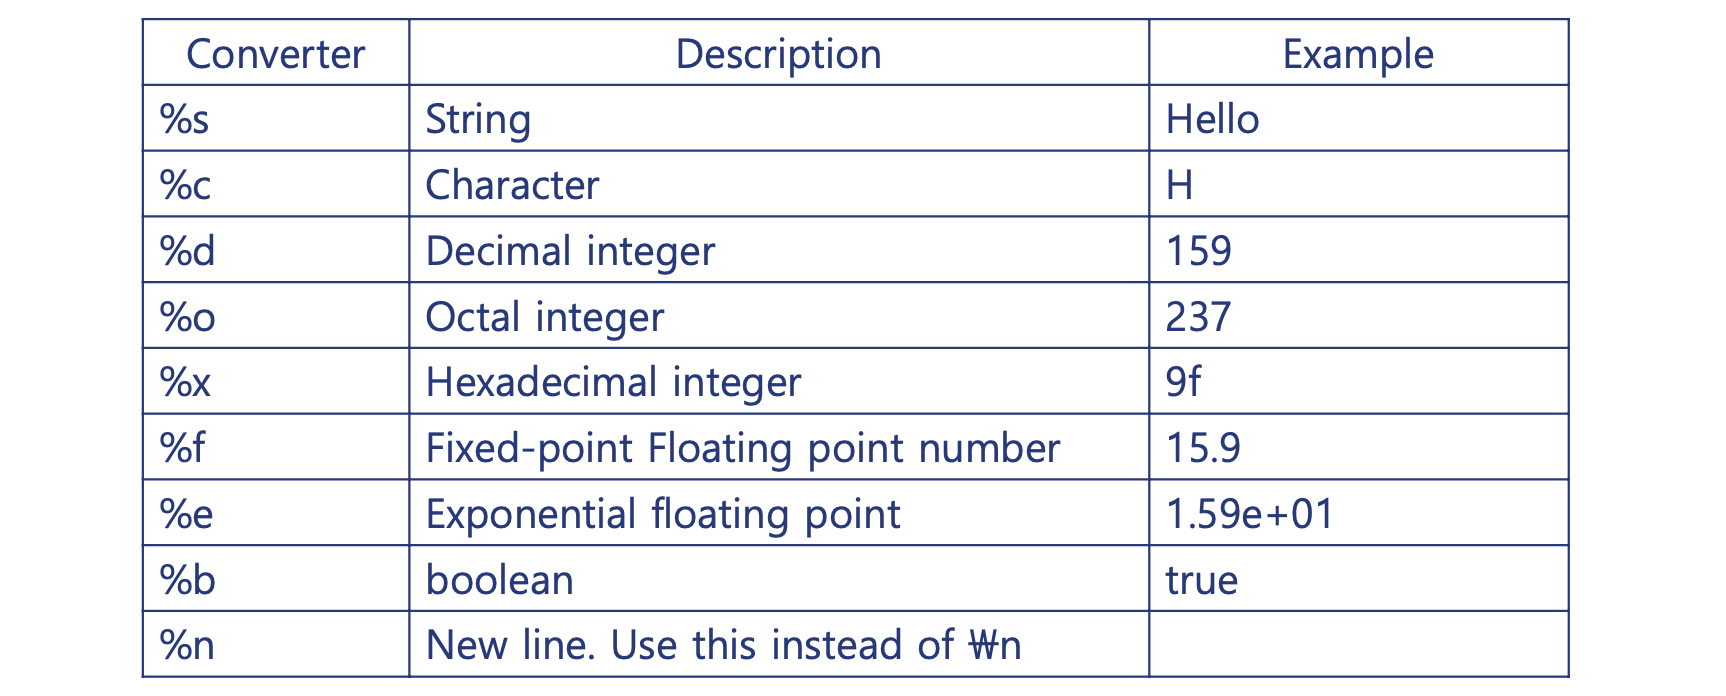 Converter Description Example
%s String Hello
%c Character H
%d Decimal integer 159
%o Octal integer 237
%x Hexadecimal integer 9f
%f Fixed-point Floating point number 15.9
%e Exponential floating point 1.59e+01
%b boolean true
%n New line. Use this instead of ₩n